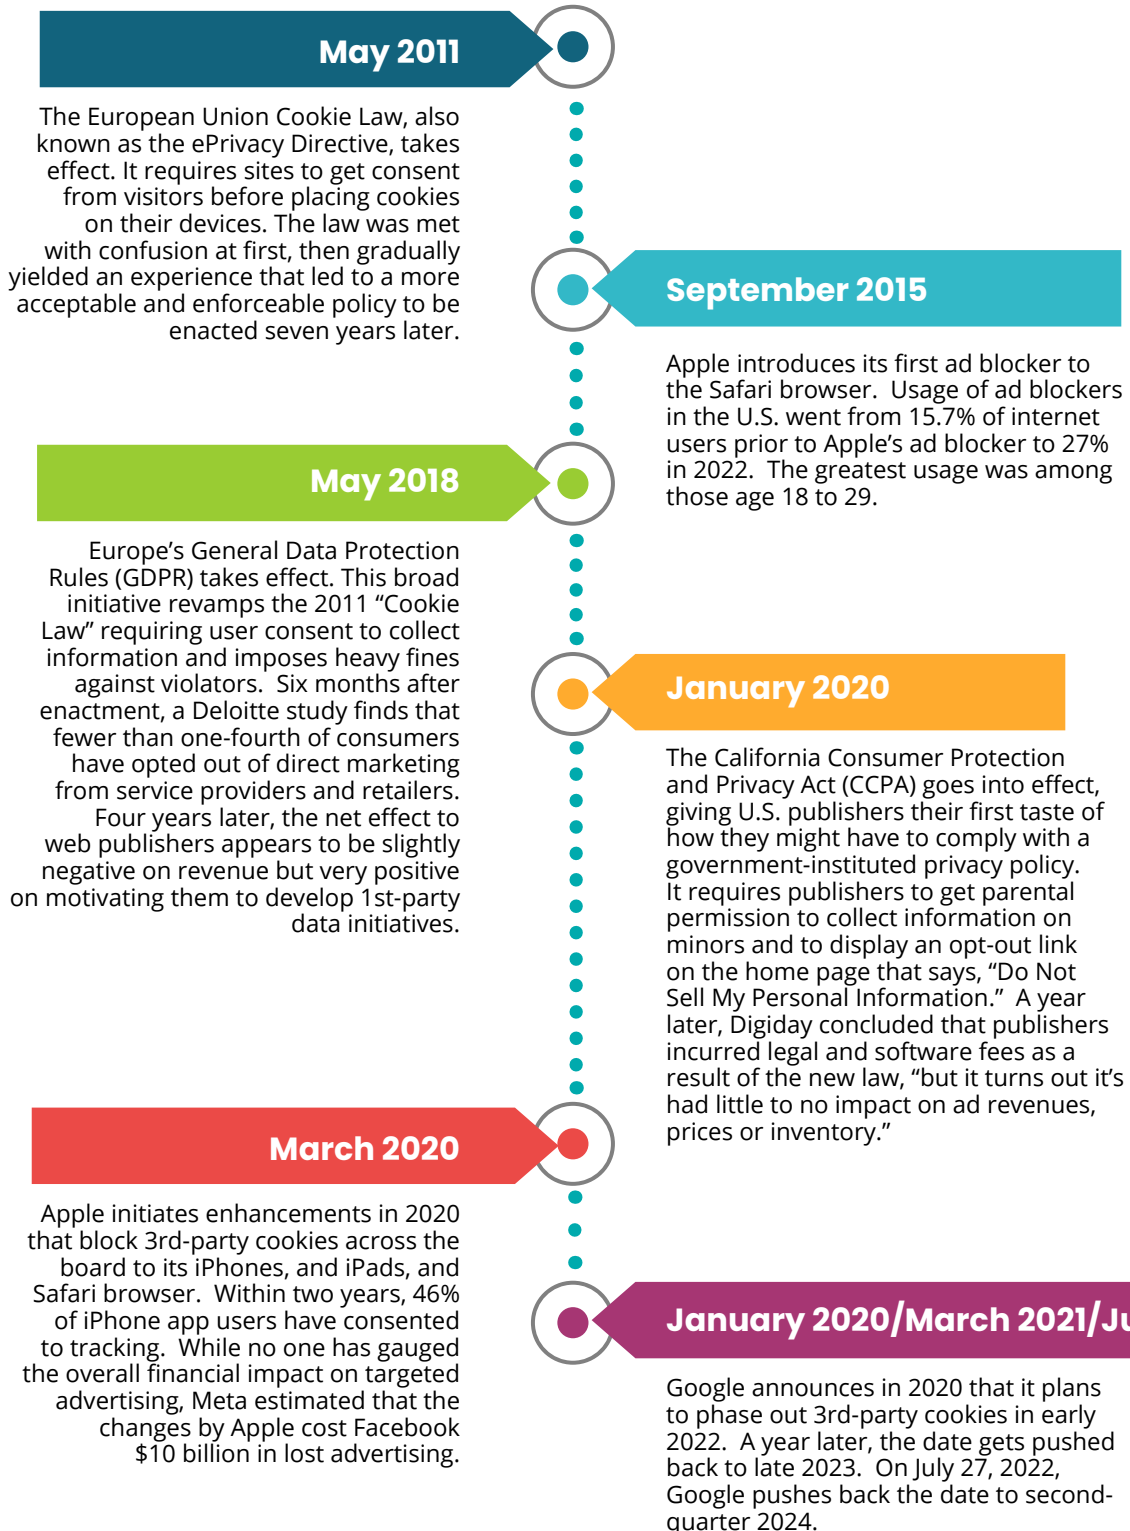 May 2011
The European Union Cookie Law, also
known as the ePrivacy Directive, takes
effect. It requires sites to get consent
from visitors before placing cookies
on their devices. The law was met
with confusion at first, then gradually
yielded an experience that led to a more
acceptable and enforceable policy to be
enacted seven years later.
September 2015
Apple introduces its first ad blocker to
the Safari browser.  Usage of ad blockers
in the U.S. went from 15.7% of internet
users prior to Apple’s ad blocker to 27%
in 2022.  The greatest usage was among
those age 18 to 29.
May 2018
Europe’s General Data Protection
Rules (GDPR) takes effect. This broad
initiative revamps the 2011 “Cookie
Law” requiring user consent to collect
information and imposes heavy fines
against violators.  Six months after
enactment, a Deloitte study finds that
fewer than one-fourth of consumers
have opted out of direct marketing
from service providers and retailers.
Four years later, the net effect to
web publishers appears to be slightly
negative on revenue but very positive
on motivating them to develop 1st-party
data initiatives.
January 2020
The California Consumer Protection
and Privacy Act (CCPA) goes into effect,
giving U.S. publishers their first taste of
how they might have to comply with a
government-instituted privacy policy.
It requires publishers to get parental
permission to collect information on
minors and to display an opt-out link
on the home page that says, “Do Not
Sell My Personal Information.”  A year
later, Digiday concluded that publishers
incurred legal and software fees as a
result of the new law, “but it turns out it’s
had little to no impact on ad revenues,
prices or inventory.”
March 2020
Apple initiates enhancements in 2020
that block 3rd-party cookies across the
board to its iPhones, and iPads, and
Safari browser.  Within two years, 46%
of iPhone app users have consented
to tracking.  While no one has gauged
the overall financial impact on targeted
advertising, Meta estimated that the
changes by Apple cost Facebook
$10 billion in lost advertising.
January 2020/March 2021/Ju
Google announces in 2020 that it plans
to phase out 3rd-party cookies in early
2022.  A year later, the date gets pushed
back to late 2023.  On July 27, 2022,
Google pushes back the date to second-
quarter 2024.